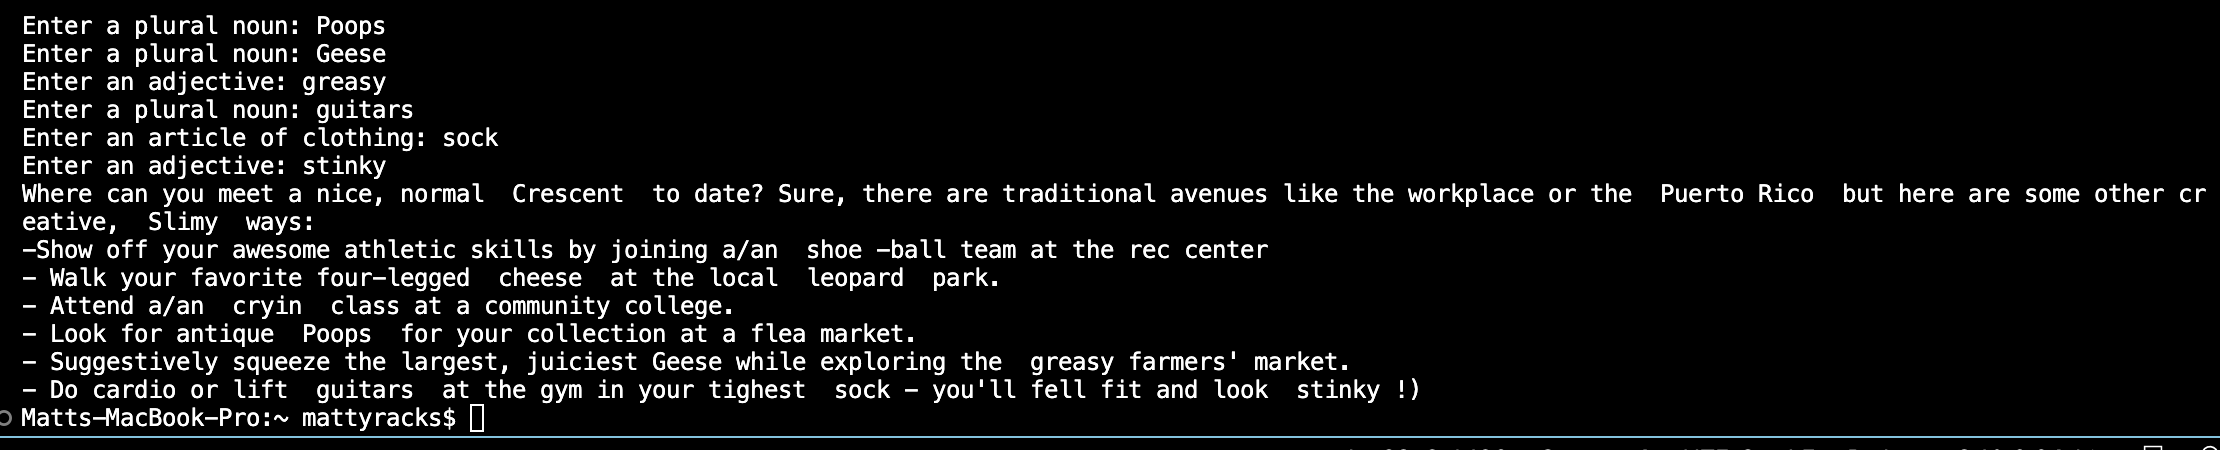 Enter a plural noun: Poops
Enter a plural noun: Geese
Enter an adjective: greasy
Enter a plural noun: guitars
Enter an article of clothing: sock
Enter an adjective: stinky
Where can you meet a nice, normal  Crescent  to date? Sure, there are traditional avenues like the workplace or the  Puerto Rico  but here are some other cr
eative,  Slimy  ways:
-Show off your awesome athletic skills by joining a/an  shoe -ball team at the rec center
- Walk your favorite four-legged  cheese  at the local  leopard  park.
- Attend a/an  cryin  class at a community college.
- Look for antique  Poops  for your collection at a flea market.
- Suggestively squeeze the largest, juiciest Geese while exploring the  greasy farmers' market.
- Do cardio or lift  guitars  at the gym in your tighest  sock - you'll fell fit and look  stinky !)
Matts-MacBook-Pro:~ mattyracks$